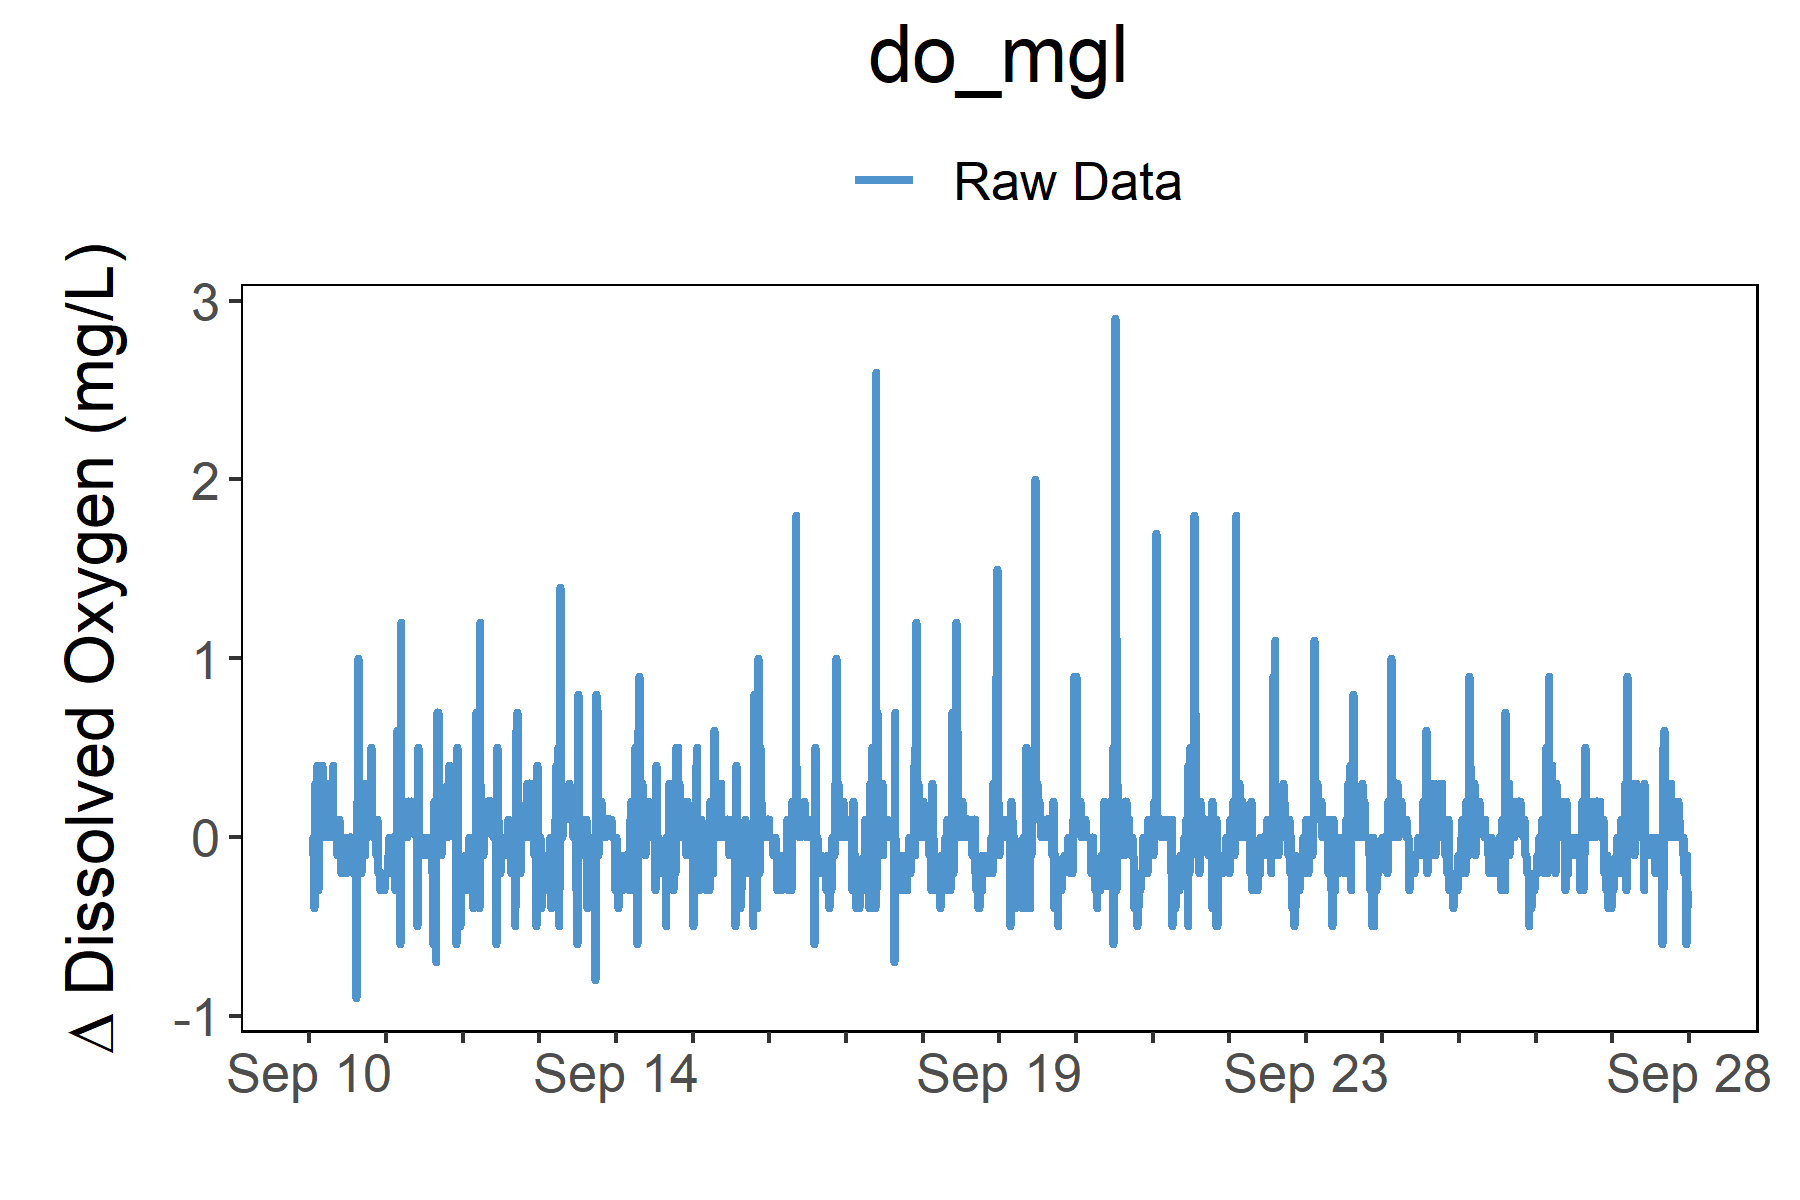 do_mgl
Raw Data
Δ Dissolved Oxygen (mg/L)
3
2
1
0
-1
Sep 10 Sep 14 Sep 19 Sep 23 Sep 28